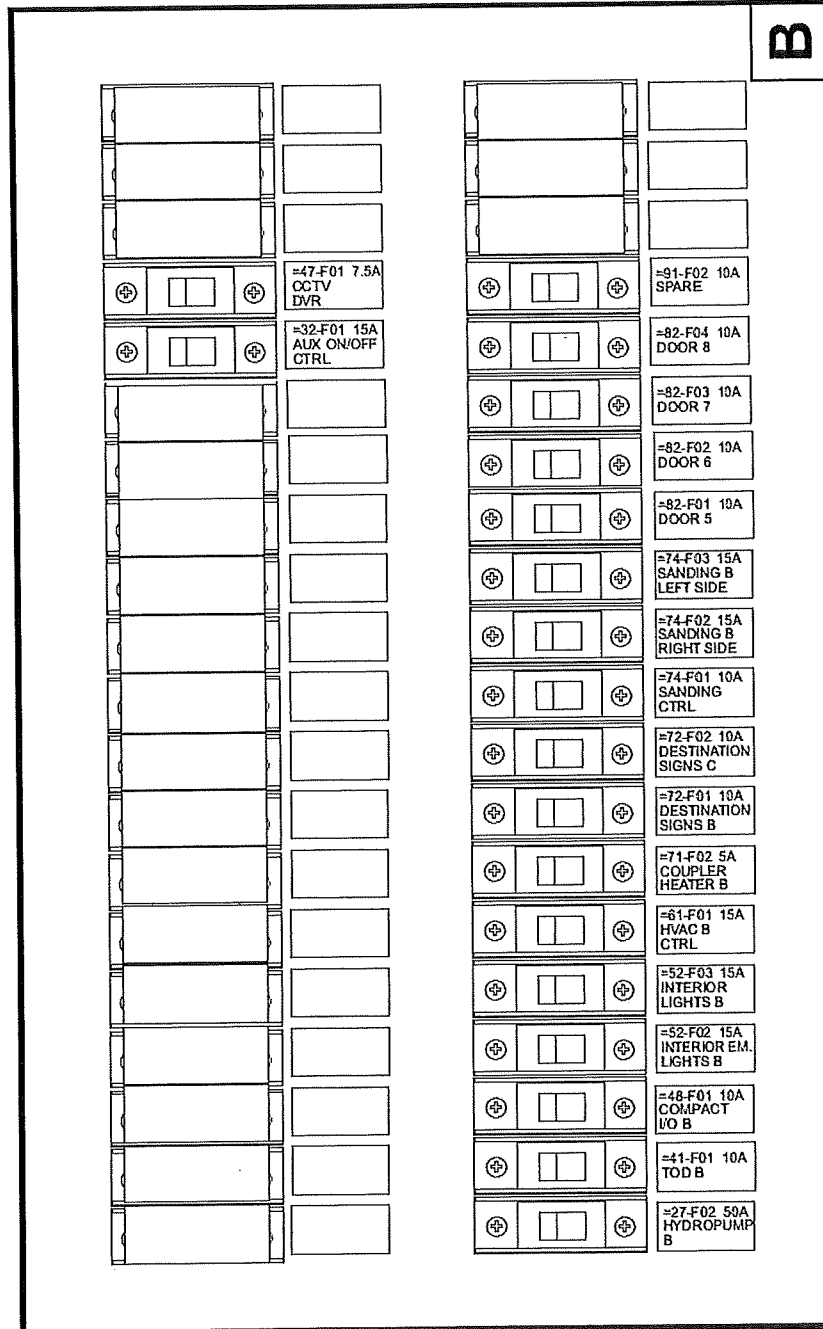 B
=47-F01 7.5A
CCTV
DVR
=32-F01 15A
AUX ON/OFF
CTRL
=91-F02 10A
SPARE
=82-F04 10A
DOOR 8
=82-F03 10A
DOOR 7
=82-F02 10A
DOOR 6
=82-F01 10A
DOOR 5
=74-F03 15A
SANDING B
LEFT SIDE
=74-F02 15A
SANDING B
RIGHT SIDE
=74-F01 10A
SANDING
CTRL
=72-F02 10A
DESTINATION
SIGNS C
=72-F01 10A
DESTINATION
SIGNS B
=71-F02 5A
COUPLER
HEATER B
=61-F01 15A
HVAC B
CTRL
=52-F03 15A
INTERIOR
LIGHTS B
=52-F02 15A
INTERIOR EM.
LIGHTS B
=48-F01 10A
COMPACT
I/O B
=41-F01 10A
TOD B
=27-F02 50A
HYDROPUMP
B